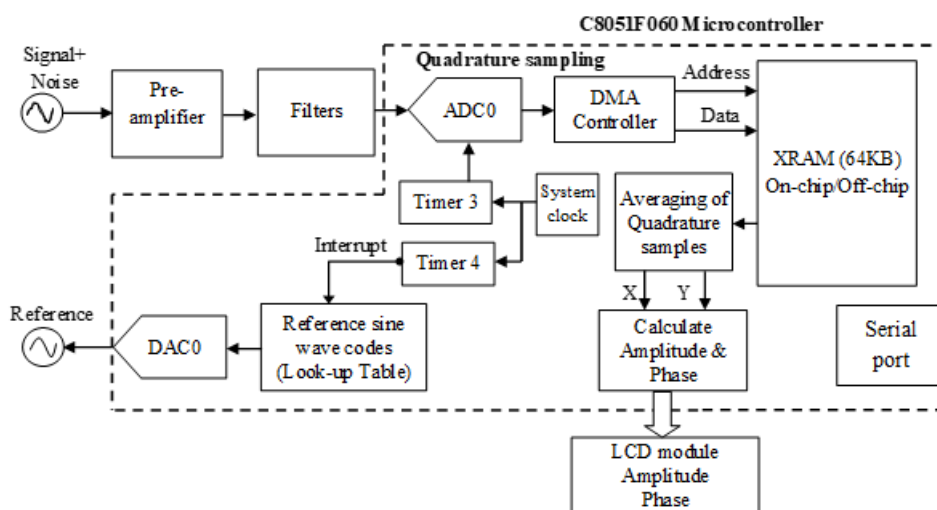 C8051F060 Microcontroller
Signal+
Noise
Pre-
amplifier
Filters
Quadrature sampling
ADC0
DMA
Controller
Address
Data
XRAM (64KB)
On-chip/Off-chip
Timer 3
System
clock
Averaging of
Quadrature
samples
Interrupt
Timer 4
X
Y
Reference
DAC0
Reference sine
wave codes
(Look-up Table)
Calculate
Amplitude &
Phase
Serial
port
LCD module
Amplitude
Phase